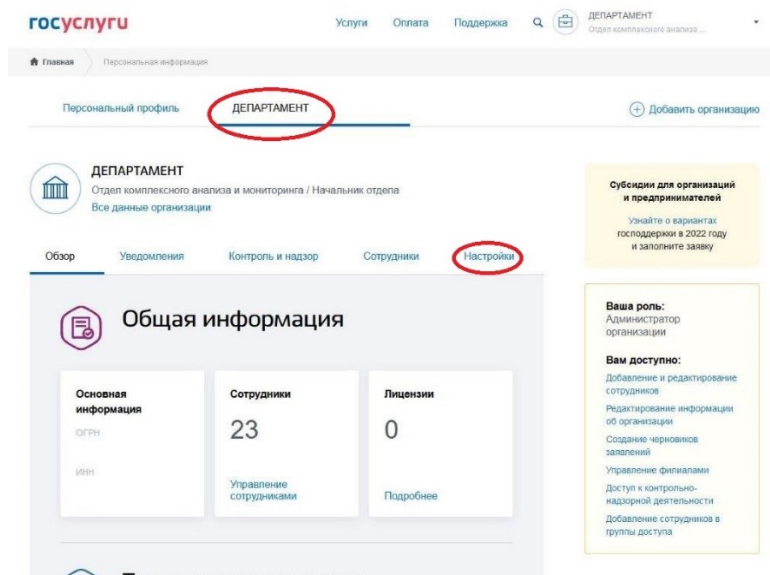 госуслуги
Услуги Оплата Поддержка
ДЕПАРТАМЕНТ
Отдел комплексного анализа ...
Главная Персональная информация
Персональный профиль ДЕПАРТАМЕНТ Добавить организацию
ДЕПАРТАМЕНТ
Отдел комплексного анализа и мониторинга / Начальник отдела
Все данные организации
Обзор Уведомления Контроль и надзор Сотрудники Настройки
Общая информация
Основная
информация
ОГРН
ИНН
Сотрудники
23
Управление
сотрудниками
Лицензии
0
Подробнее
Субсидии для организаций
и предпринимателей
Узнайте о вариантах
господдержки в 2022 году
и заполните заявку
Ваша роль:
Администратор
организации
Вам доступно:
Добавление и редактирование
сотрудников
Редактирование информации
об организации
Создание черновиков
заявлений
Управление филиалами
Доступ к контрольно-
надзорной деятельности
Добавление сотрудников в
группы доступа